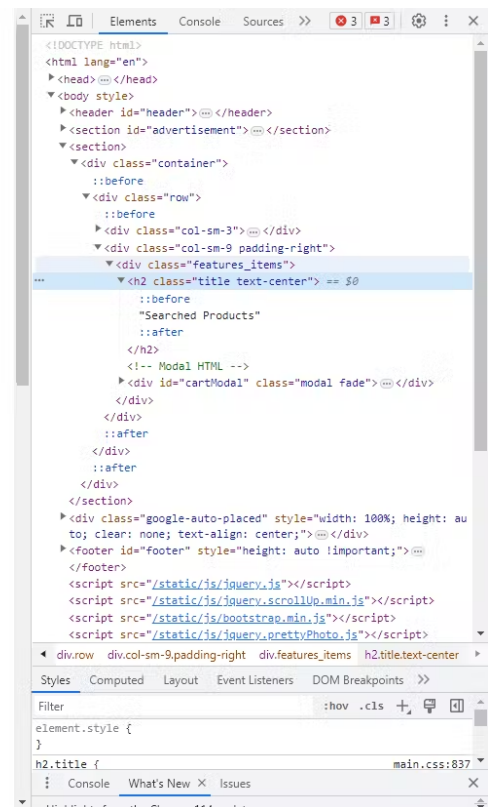 Elements Console Sources 3 3
<!DOCTYPE html>
<html lang="en">
<head> </head>
<body style>
<header id="header"> </header>
<section id="advertisement"> </section>
<section>
<div class="container">
::before
<div class="row">
::before
<div class="col-sm-3"> </div>
<div class="col-sm-9 padding-right">
<div class="features_items">
<h2 class="title text-center"> == $0
::before
"Searched Products"
::after
</h2>
<!-- Modal HTML -->
<div id="cartModal" class="modal fade"> </div>
</div>
</div>
::after
</div>
::after
</div>
</section>
<div class="google-auto-placed" style="width: 100%; height: au
to; clear: none; text-align: center;"> </div>
<footer id="footer" style="height: auto !important;">
</footer>
<script src="/static/js/jquery.js"></script>
<script src="/static/js/jquery.scrollUp.min.js"></script>
<script src="/static/js/bootstrap.min.js"></script>
<script src="/static/js/jquery.prettyPhoto.js"></script>
div.row div.col-sm-9.padding-right div.features_items h2.title.text-center
Styles Computed Layout Event Listeners DOM Breakpoints
Filter :hov .cls
element.style {
}
h2.title { main.css:837
Console What's New Issues